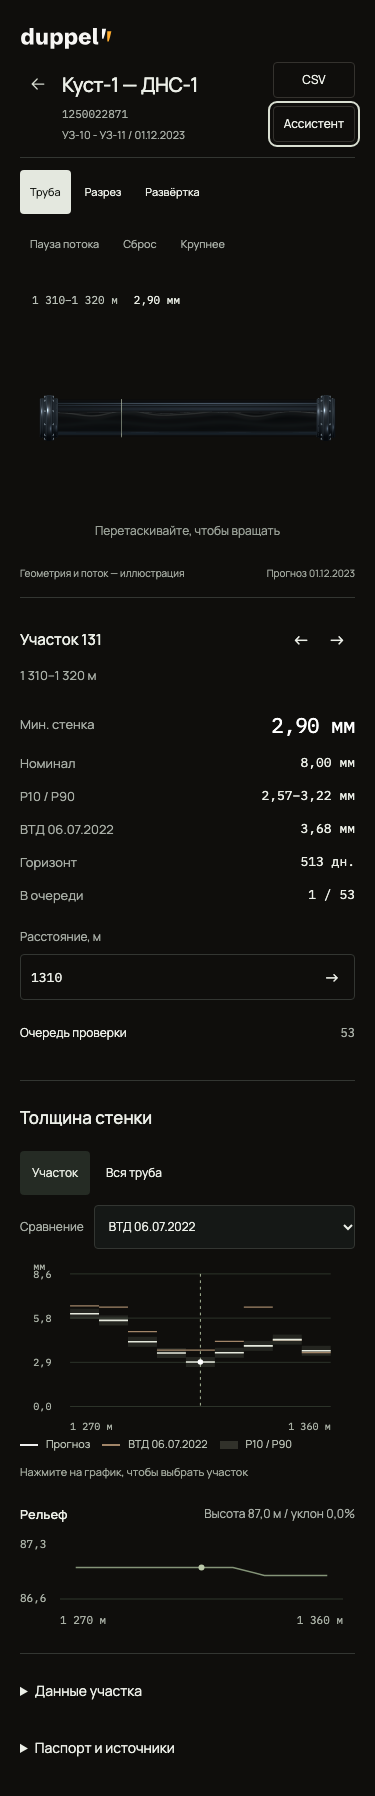 duppel
Куст-1 — ДНС-1
CSV
1250022871
УЗ-10 - УЗ-11 / 01.12.2023
Ассистент
Труба
Разрез
Развёртка
Пауза потока
Сброс
Крупнее
1 310–1 320 м 2,90 мм
Перетаскивайте, чтобы вращать
Геометрия и поток — иллюстрация
Прогноз 01.12.2023
Участок 131
← →
1 310–1 320 м
Мин. стенка 2,90 мм
Номинал 8,00 мм
P10 / P90 2,57–3,22 мм
ВТД 06.07.2022 3,68 мм
Горизонт 513 дн.
В очереди 1 / 53
Расстояние, м
1310 →
Очередь проверки 53
Толщина стенки
Участок
Вся труба
Сравнение ВТД 06.07.2022
мм
8,6
5,8
2,9
0,0
1 270 м 1 360 м
Прогноз ВТД 06.07.2022 P10 / P90
Нажмите на график, чтобы выбрать участок
Рельеф Высота 87,0 м / уклон 0,0%
87,3
86,6
1 270 м 1 360 м
Данные участка
Паспорт и источники